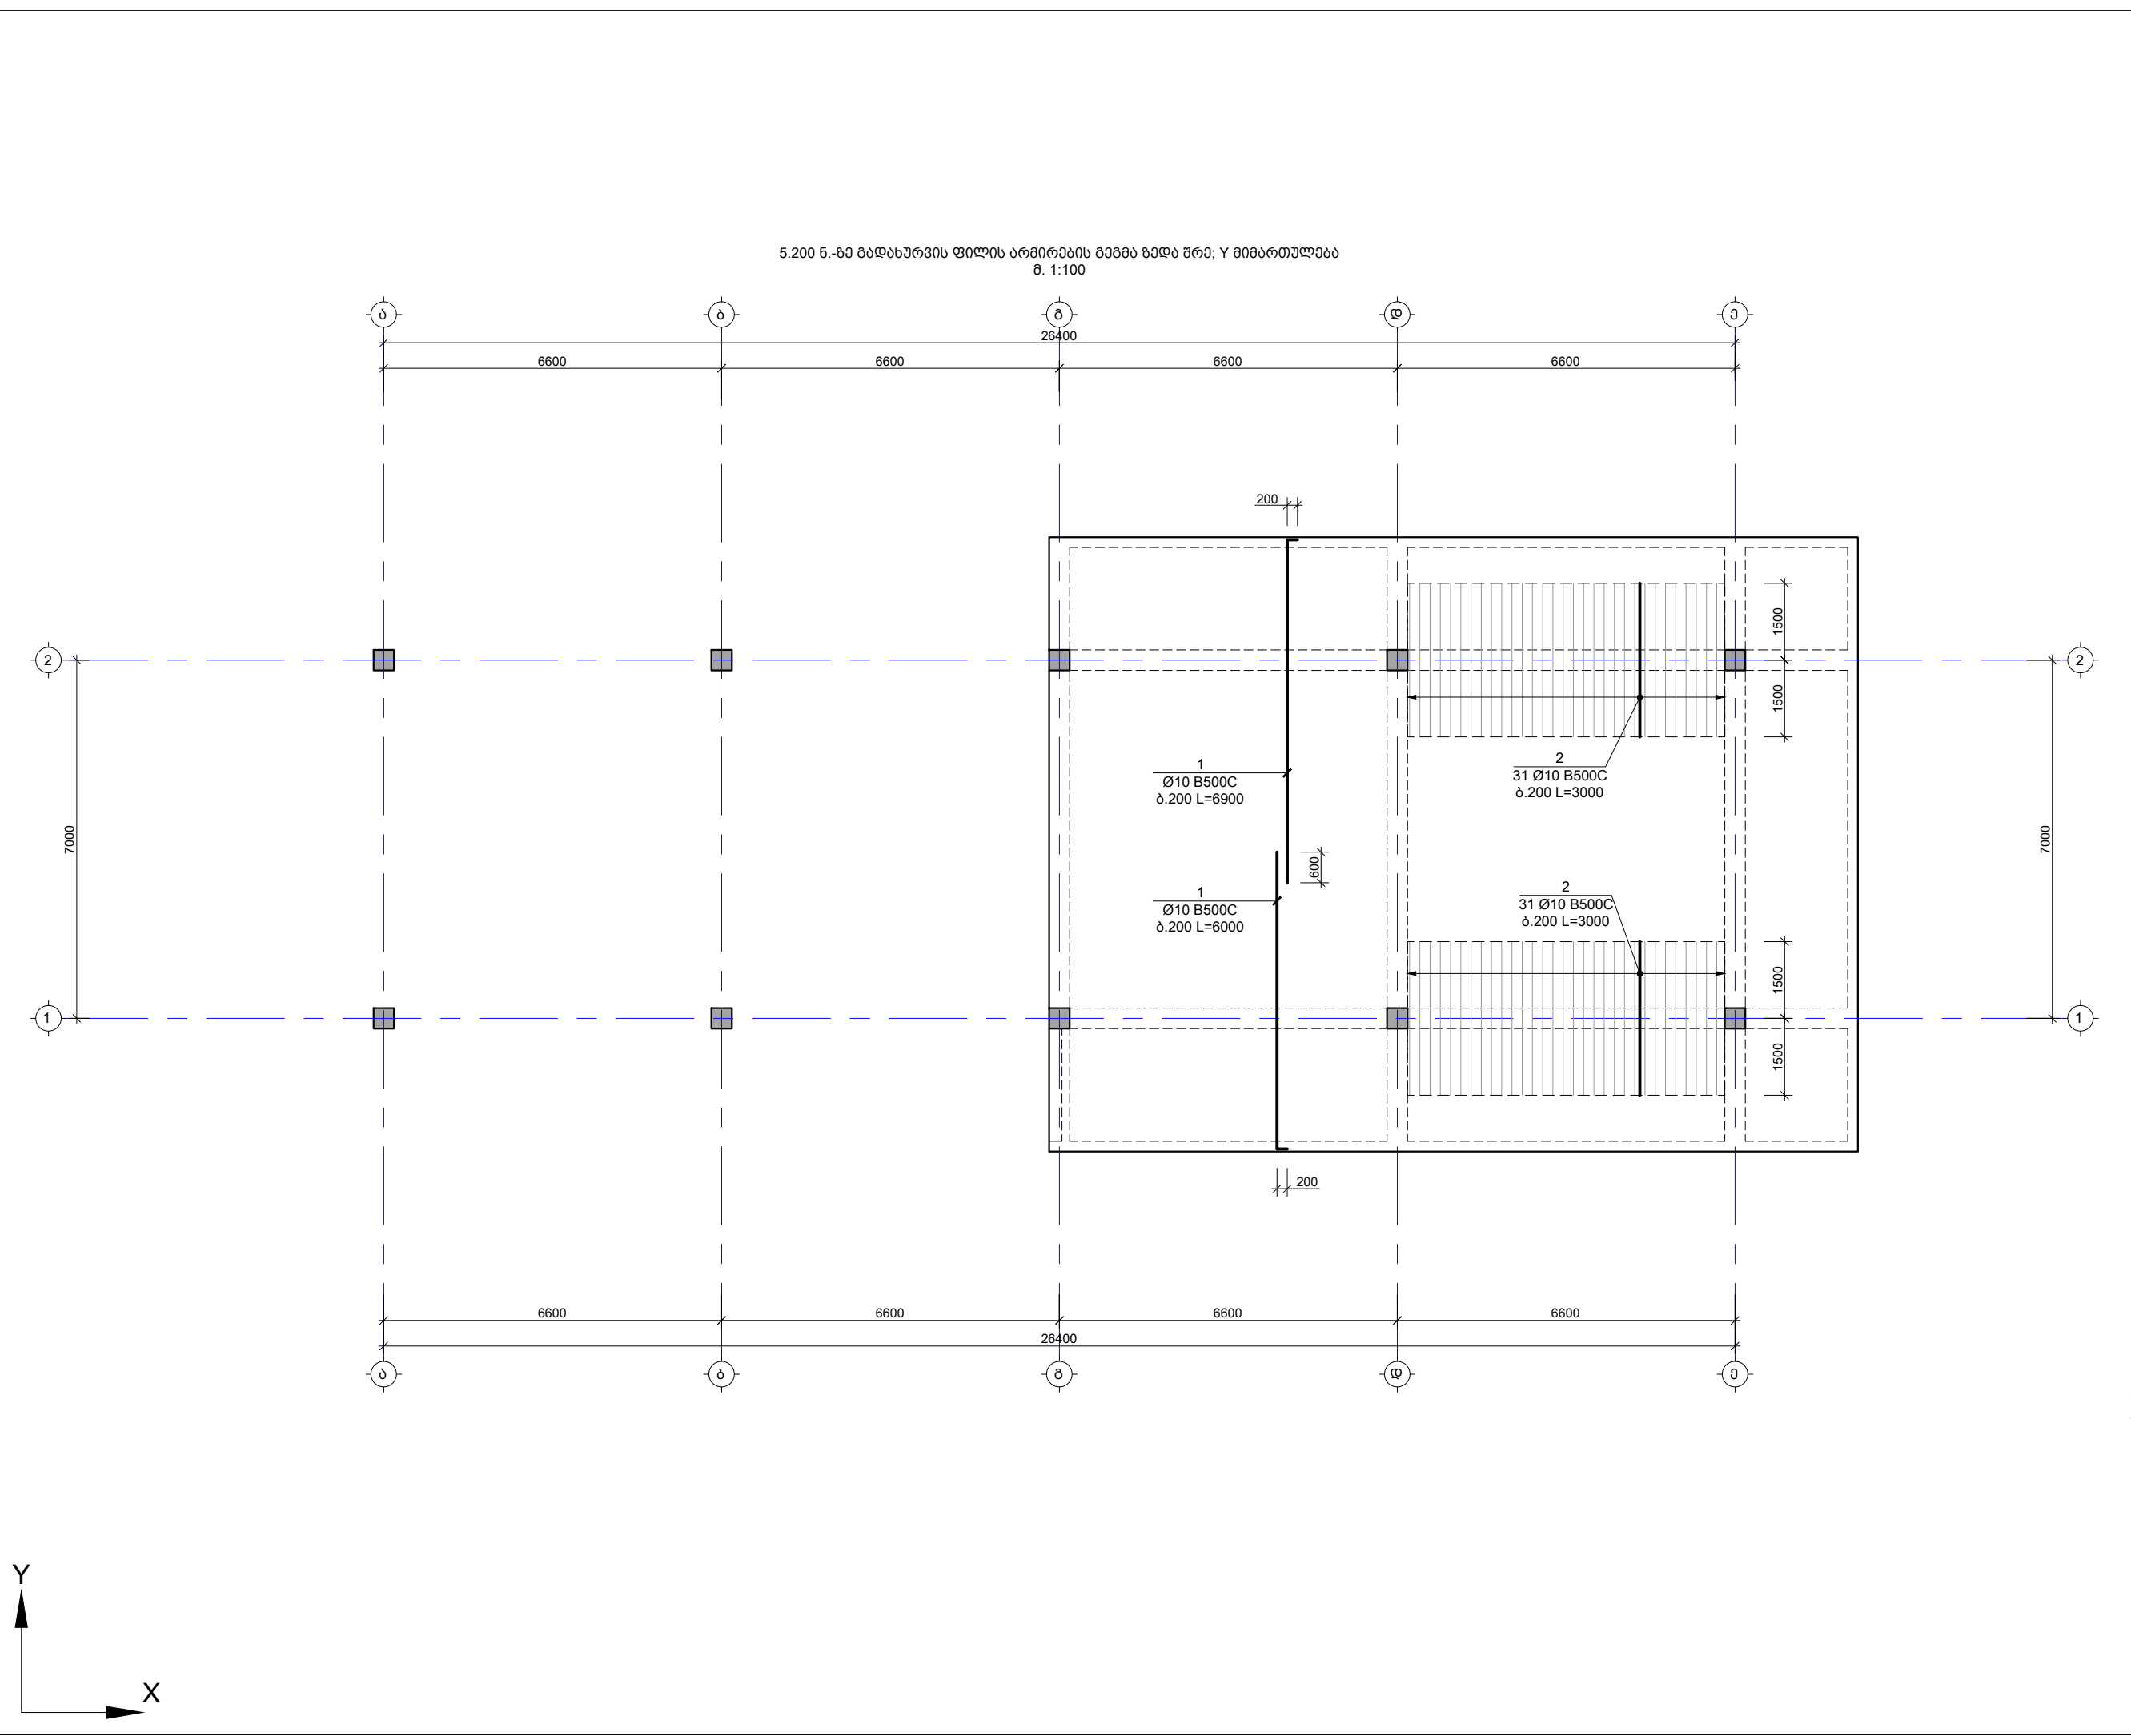 5.200 ნ.-ზე გადახურვის ფილის არმირების გეგმა ზედა შრე; Y მიმართულება
მ. 1:100
ა
ბ
გ
დ
ე
26400
6600
6600
6600
6600
200
2
2
1500
1500
2
31 Ø10 B500C
ბ.200 L=3000
1
Ø10 B500C
ბ.200 L=6900
7000
7000
600
1
Ø10 B500C
ბ.200 L=6000
2
31 Ø10 B500C
ბ.200 L=3000
1500
1500
1
1
200
6600
6600
6600
6600
26400
ა
ბ
გ
დ
ე
Y
X